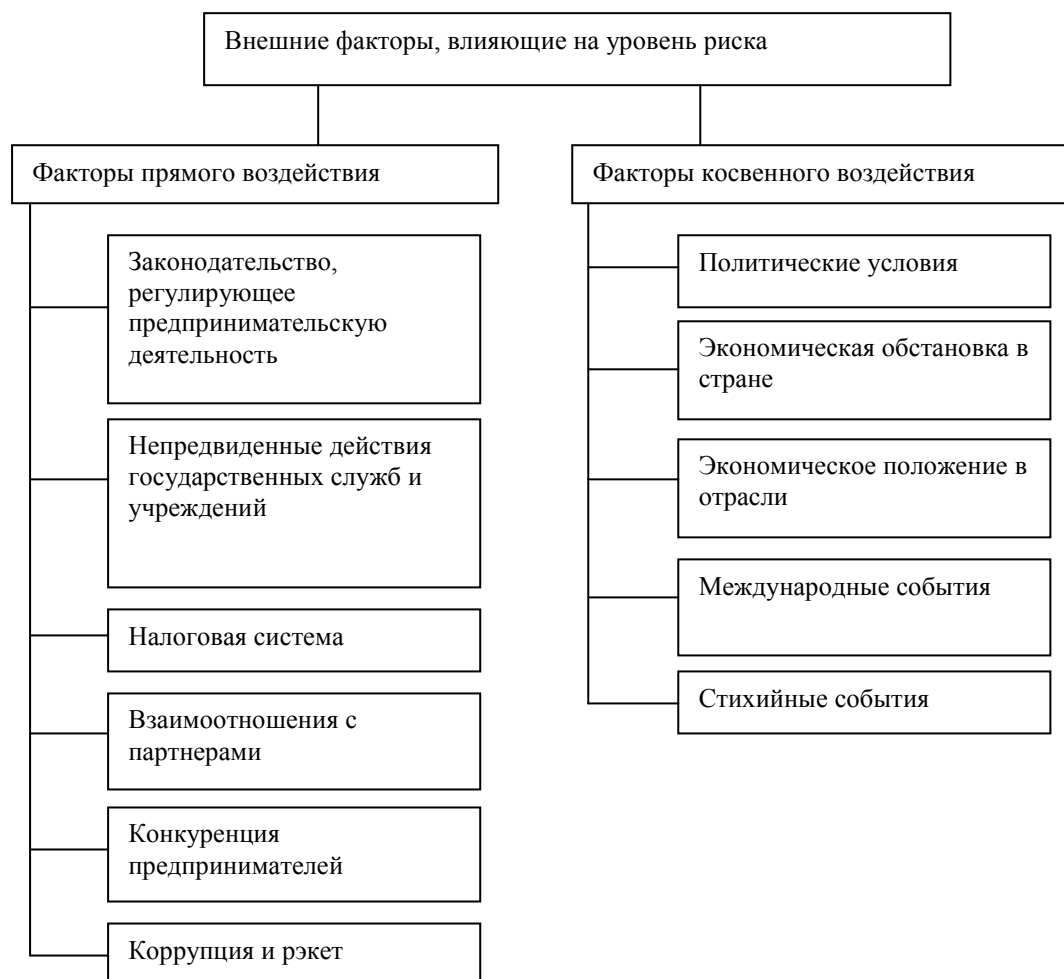 Внешние факторы, влияющие на уровень риска
Факторы прямого воздействия
Законодательство,
регулирующее
предпринимательскую
деятельность
Непредвиденные действия
государственных служб и
учреждений
Налоговая система
Взаимоотношения с
партнерами
Конкуренция
предпринимателей
Коррупция и рэкет
Факторы косвенного воздействия
Политические условия
Экономическая обстановка в
стране
Экономическое положение в
отрасли
Международные события
Стихийные события